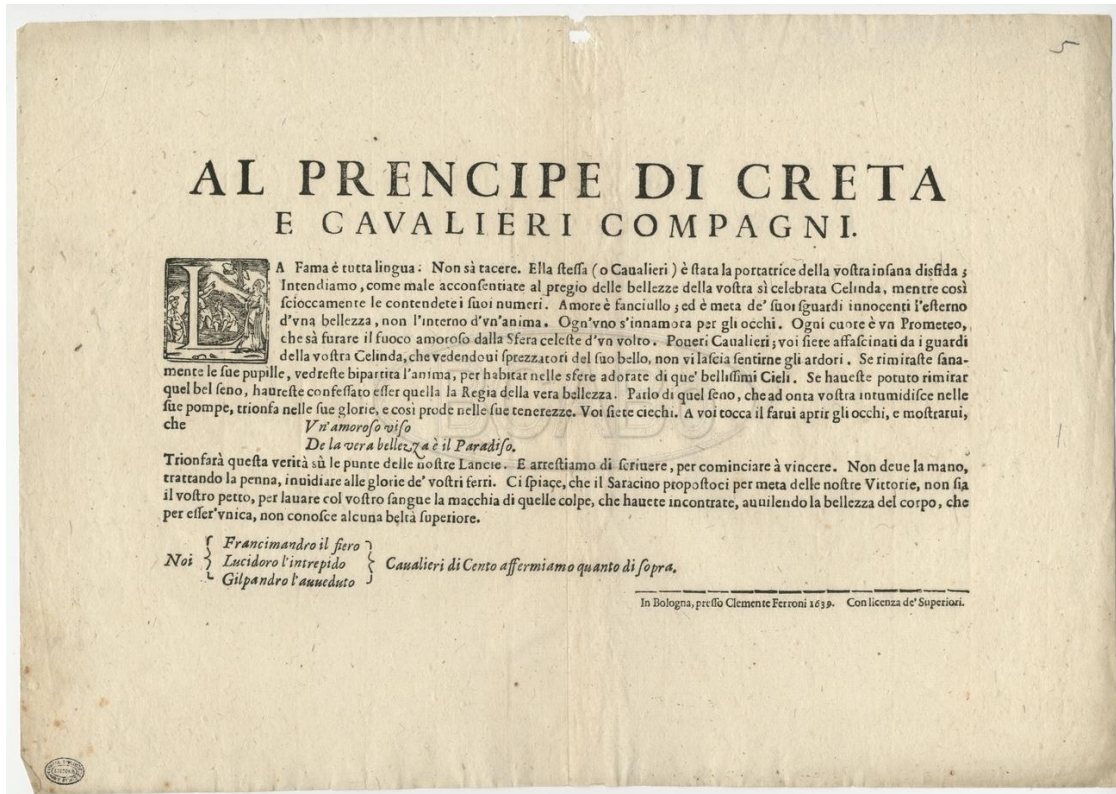 5
AL PRENCIPE DI CRETA
E CAVALIERI COMPAGNI.
LA Fama è tutta lingua. Non sà tacere. Ella ſteſſa (o Caualieri) è ſtata la portatrice della voſtra inſana disfida;
Intendiamo, come male acconſentiate al pregio delle bellezze della voſtra sì celebrata Celinda, mentre così
ſcioccamente le contendete i ſuoi numeri. Amore è fanciullo; ed è meta de' ſuoi ſguardi innocenti l'eſterno
d'vna bellezza, non l'interno d'vn'anima. Ogn'vno s'innamora per gli occhi. Ogni cuore è vn Prometeo,
che sà furare il fuoco amoroſo dalla Sfera celeſte d'vn volto. Poueri Caualieri; voi ſiete affaſcinati da i guardi
della voſtra Celinda, che vedendoui ſprezzatori del ſuo bello, non vi laſcia ſentirne gli ardori. Se rimiraſte ſana-
mente le ſue pupille, vedreſte bipartita l'anima, per habitar nelle sfere adorate di que' belliſſimi Cieli. Se haueſte potuto rimirar
quel bel ſeno, haureſte confeſſato eſſer quella la Regia della vera bellezza. Parlo di quel ſeno, che ad onta voſtra intumidiſce nelle
ſue pompe, trionfa nelle ſue glorie, e così prode nelle ſue tenerezze. Voi ſiete ciechi. A voi tocca il farui aprir gli occhi, e moſtrarui,
che Vn'amoroſo viſo
De la vera bellezza è il Paradiſo.
Trionfarà queſta verità sù le punte delle noſtre Lancie. E arreſtiamo di ſcriuere, per cominciare à vincere. Non deue la mano,
trattando la penna, inuidiare alle glorie de' voſtri ferri. Ci ſpiace, che il Saracino propoſtoci per meta delle noſtre Vittorie, non ſia
il voſtro petto, per lauare col voſtro ſangue la macchia di quelle colpe, che hauete incontrate, auuilendo la bellezza del corpo, che
per eſſer'vnica, non conoſce alcuna beltà ſuperiore.
Francimandro il fiero
Noi Lucidoro l'intrepido Caualieri di Cento affermiamo quanto di ſopra.
Gilpandro l'auueduto
In Bologna, preſſo Clemente Ferroni 1639. Con licenza de' Superiori.